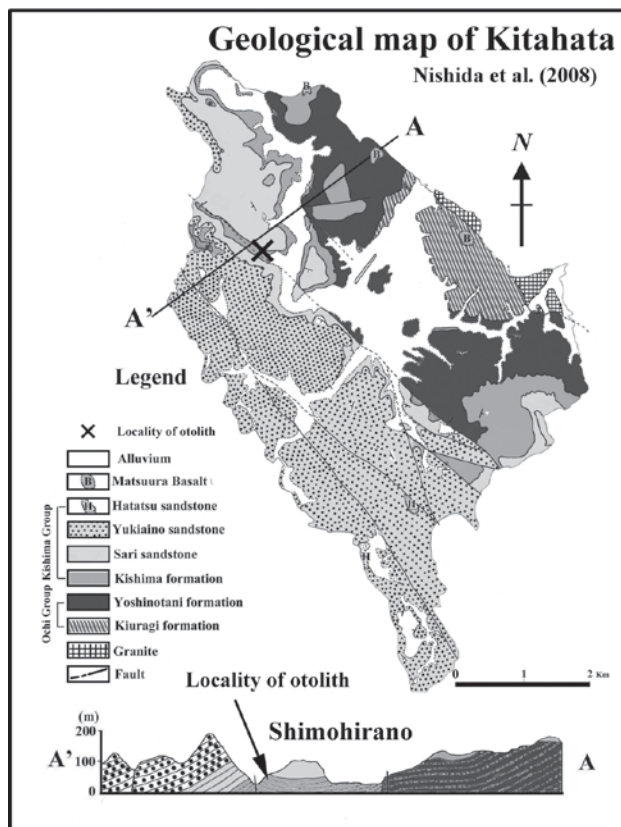 Geological map of Kitahata
Nishida et al. (2008)
B
A
N
B
B
A'
Legend
Locality of otolith
Alluvium
B Matsuura Basalt
H Hatatsu sandstone
Yukiaino sandstone
Sari sandstone
Kishima formation
Yoshinotani formation
Kiuragi formation
Granite
Fault
Kishima Group
Ochi Group
H
0 1 2 Km
Locality of otolith
Shimohirano
(m)
200
100
0
A'
A